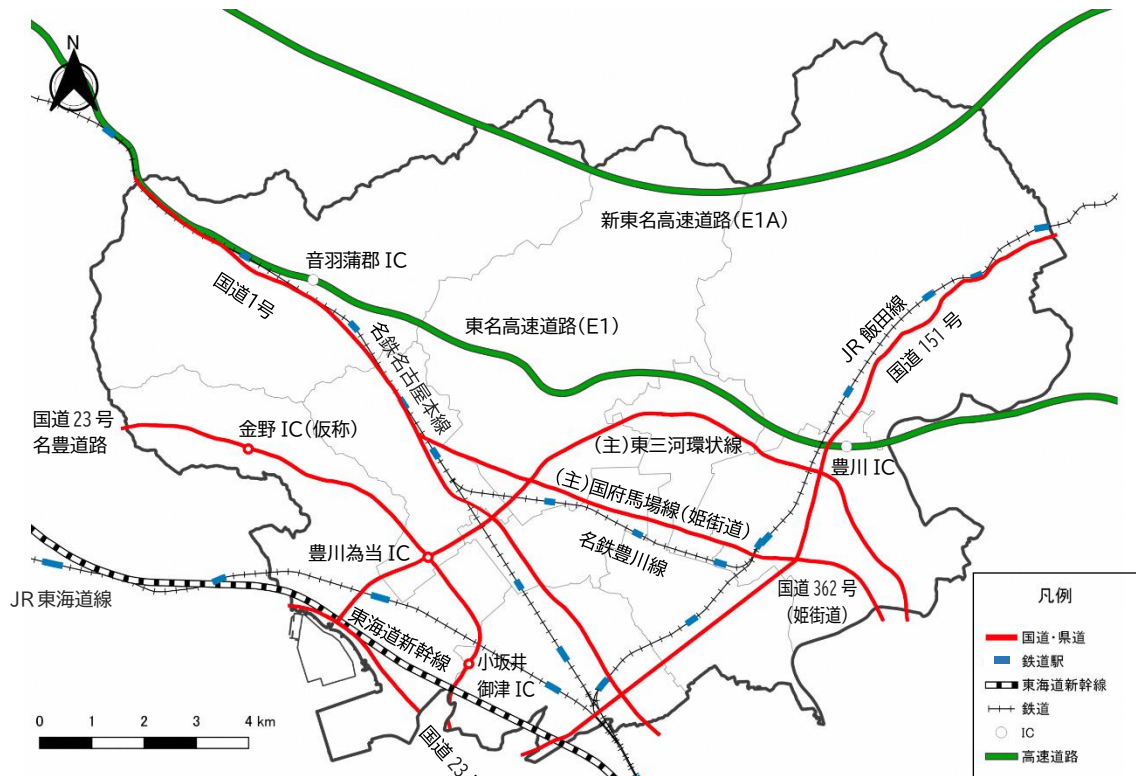 N
新東名高速道路(E1A)
音羽蒲郡 IC
国道1号
東名高速道路(E1)
名鉄名古屋本線
JR 飯田線
国道 151 号
国道 23 号
名豊道路
金野 IC(仮称)
(主)東三河環状線
豊川 IC
(主)国府馬場線(姫街道)
豊川為当 IC
名鉄豊川線
国道 362 号
(姫街道)
JR 東海道線
東海道新幹線
小坂井
御津 IC
国道 23
0 1 2 3 4 km
凡例
国道・県道
鉄道駅
東海道新幹線
鉄道
IC
高速道路